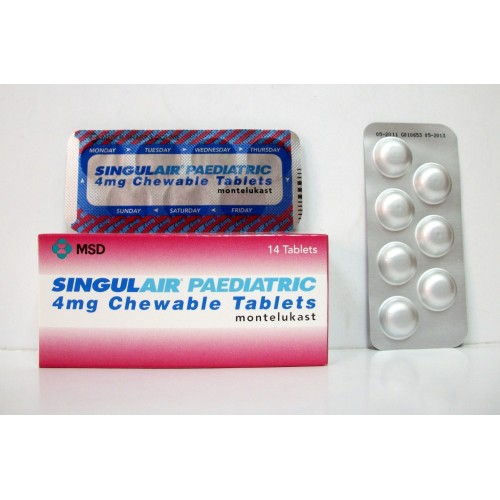 MONDAY TUESDAY WEDNESDAY THURSDAY
SINGULAIR PAEDIATRIC
4mg Chewable Tablets
montelukast
SUNDAY SATURDAY FRIDAY
MSD
14 Tablets
SINGULAIR PAEDIATRIC
4mg Chewable Tablets
montelukast